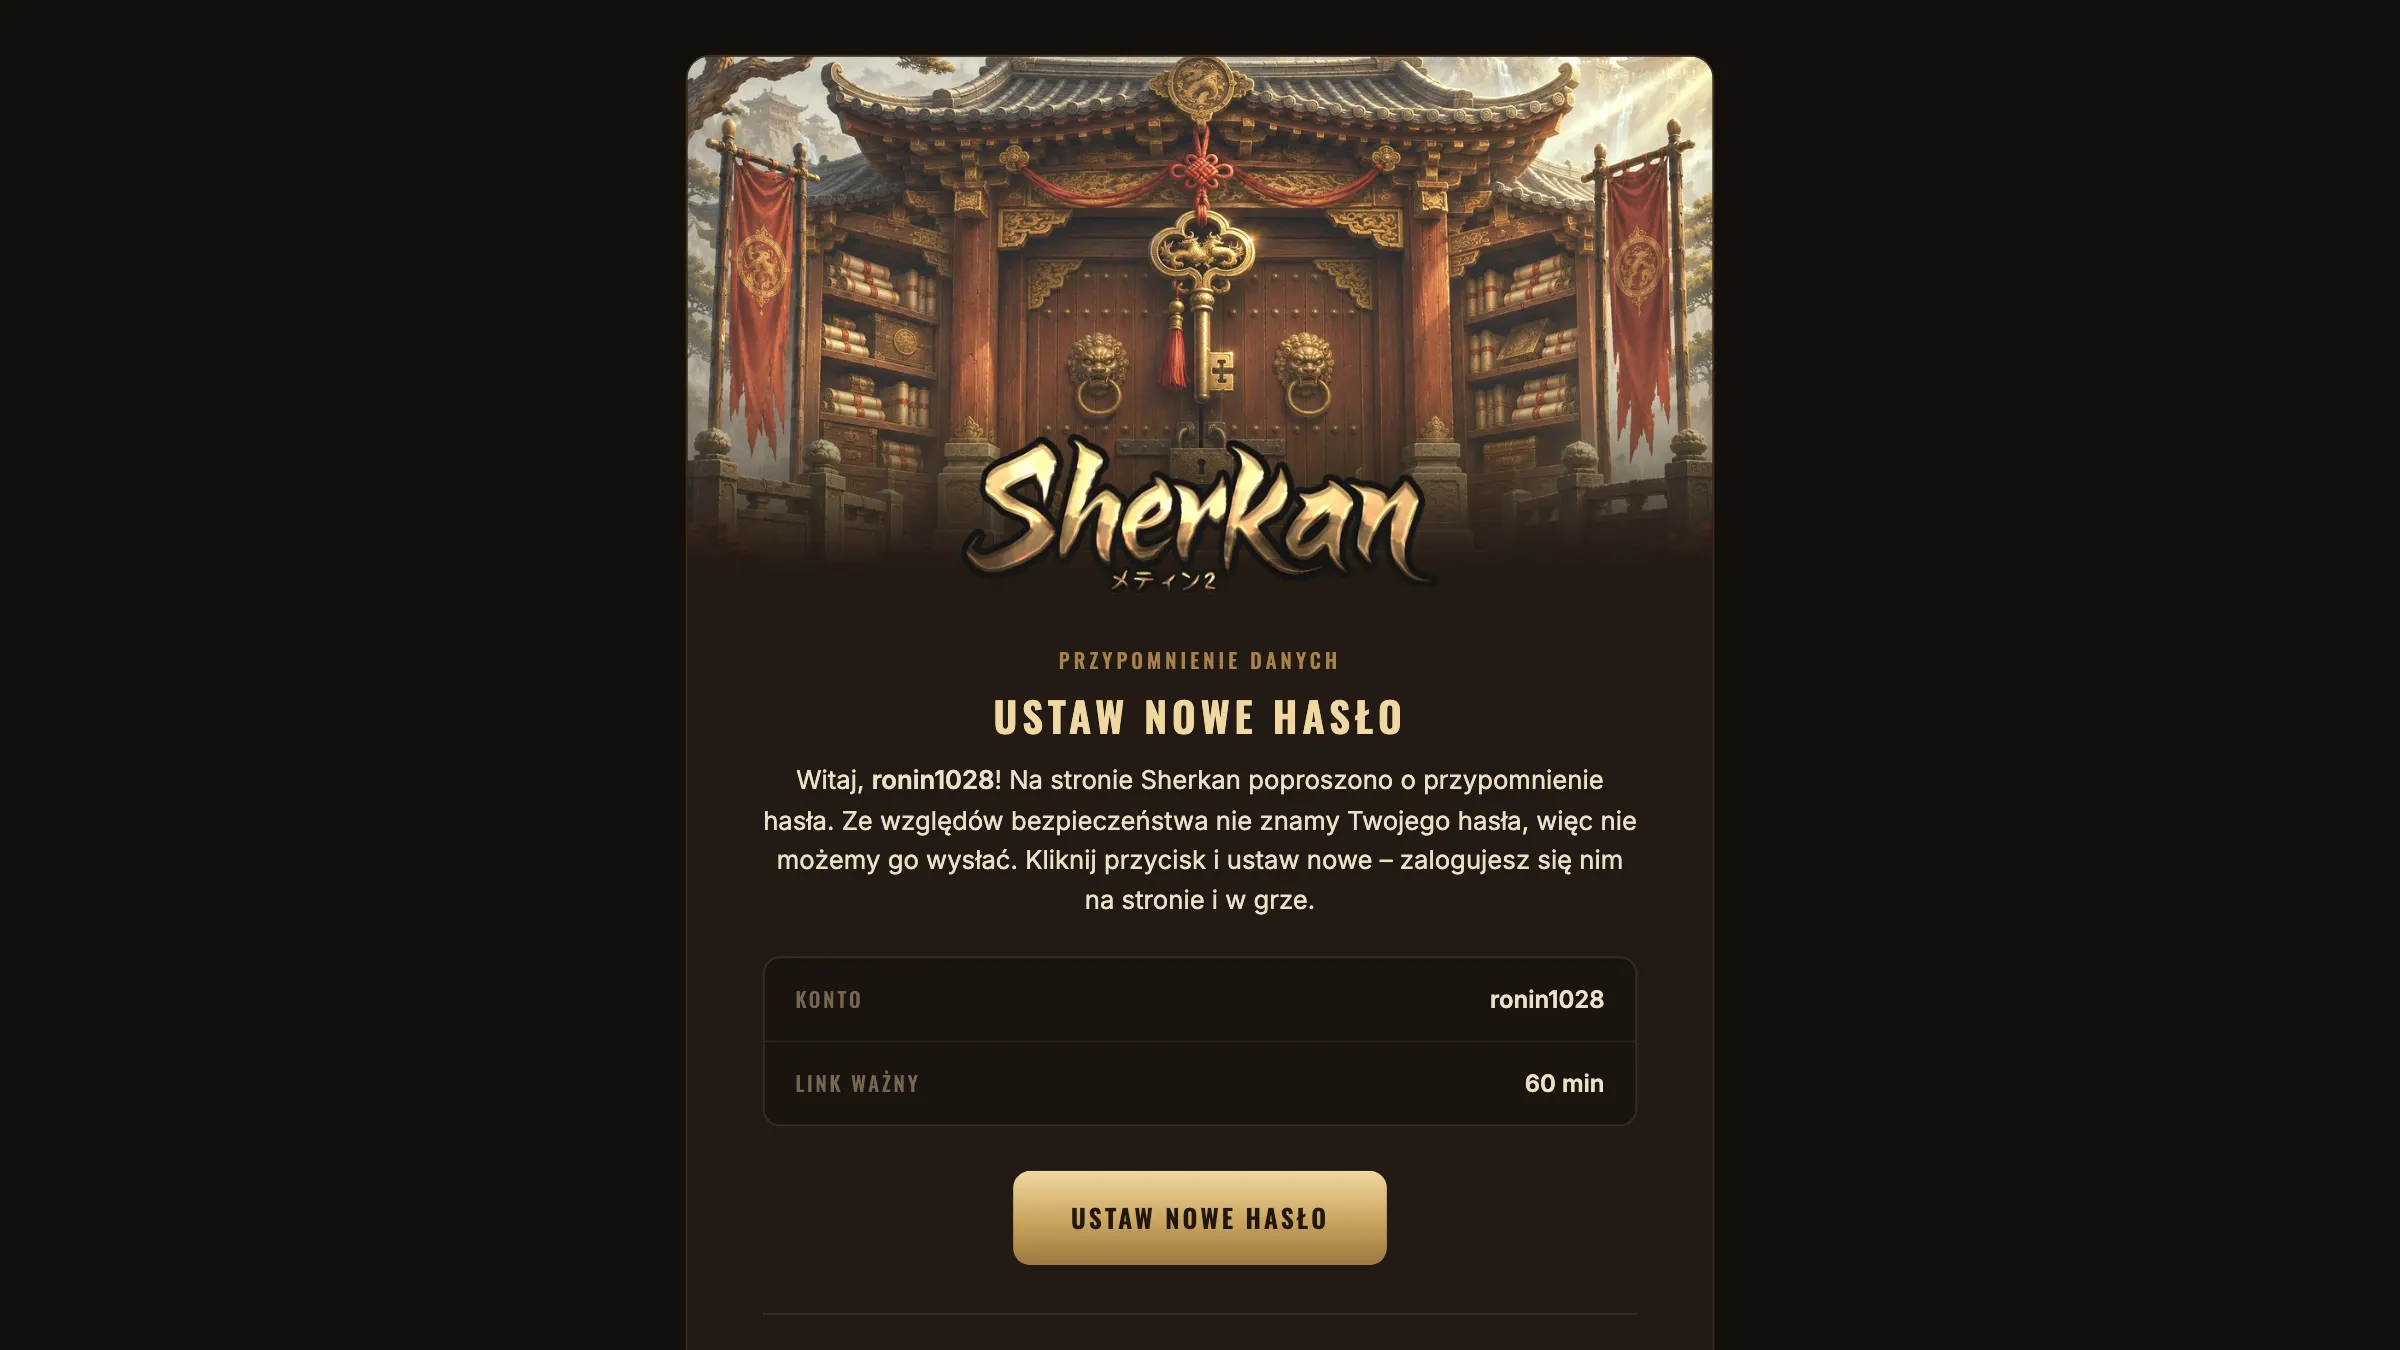 Sherkan
メティン2
PRZYPOMNIENIE DANYCH
USTAW NOWE HASŁO
Witaj, ronin1028! Na stronie Sherkan poproszono o przypomnienie
hasła. Ze względów bezpieczeństwa nie znamy Twojego hasła, więc nie
możemy go wysłać. Kliknij przycisk i ustaw nowe – zalogujesz się nim
na stronie i w grze.
KONTO ronin1028
LINK WAŻNY 60 min
USTAW NOWE HASŁO